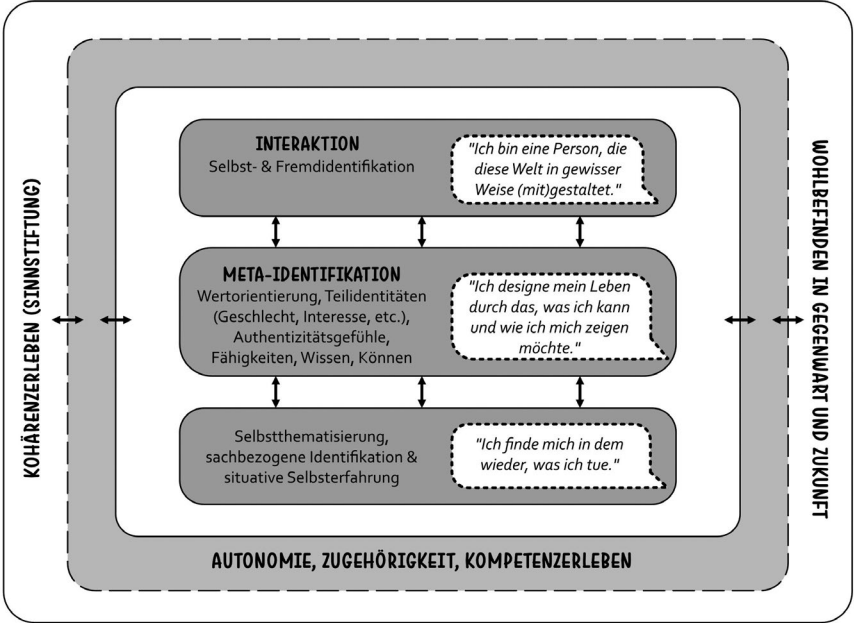 INTERAKTION
Selbst- & Fremdidentifikation
"Ich bin eine Person, die
diese Welt in gewisser
Weise (mit)gestaltet."
META-IDENTIFIKATION
Wertorientierung, Teilidentitäten
(Geschlecht, Interesse, etc.),
Authentizitätsgefühle,
Fähigkeiten, Wissen, Können
"Ich designe mein Leben
durch das, was ich kann
und wie ich mich zeigen
möchte."
Selbstthematisierung,
sachbezogene Identifikation &
situative Selbsterfahrung
"Ich finde mich in dem
wieder, was ich tue."
AUTONOMIE, ZUGEHÖRIGKEIT, KOMPETENZERLEBEN
KOHÄRENZERLEBEN (SINNSTIFTUNG)
WOHLBEFINDEN IN GEGENWART UND ZUKUNFT